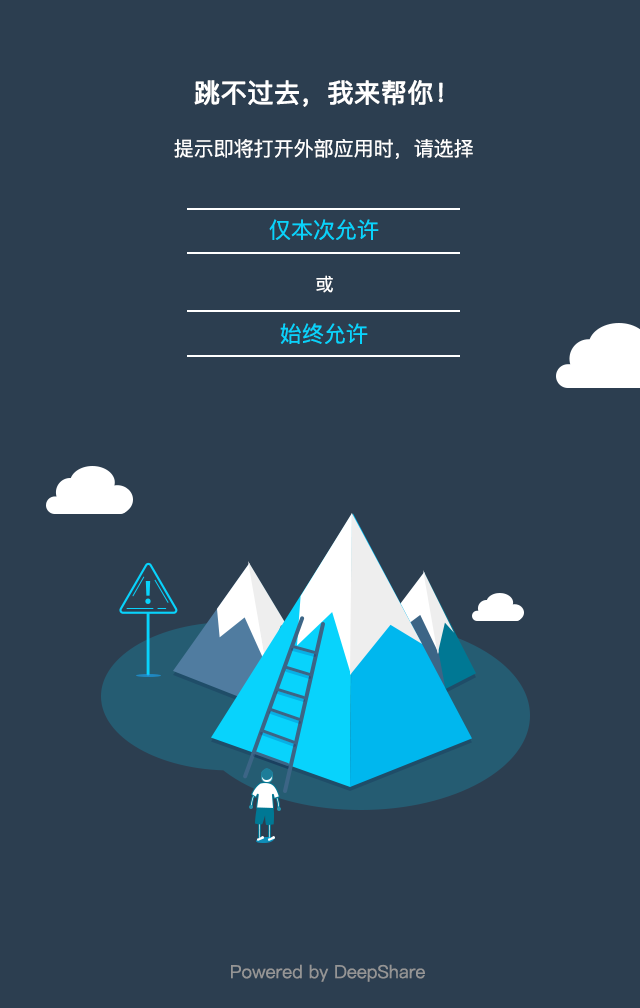 跳不过去，我来帮你！
提示即将打开外部应用时，请选择
仅本次允许
或
始终允许
Powered by DeepShare